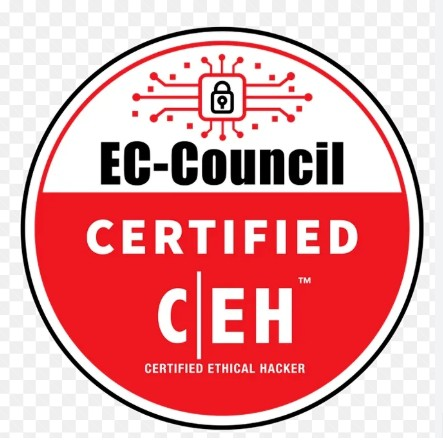 EC-Council
CERTIFIED
C|EH™
CERTIFIED ETHICAL HACKER